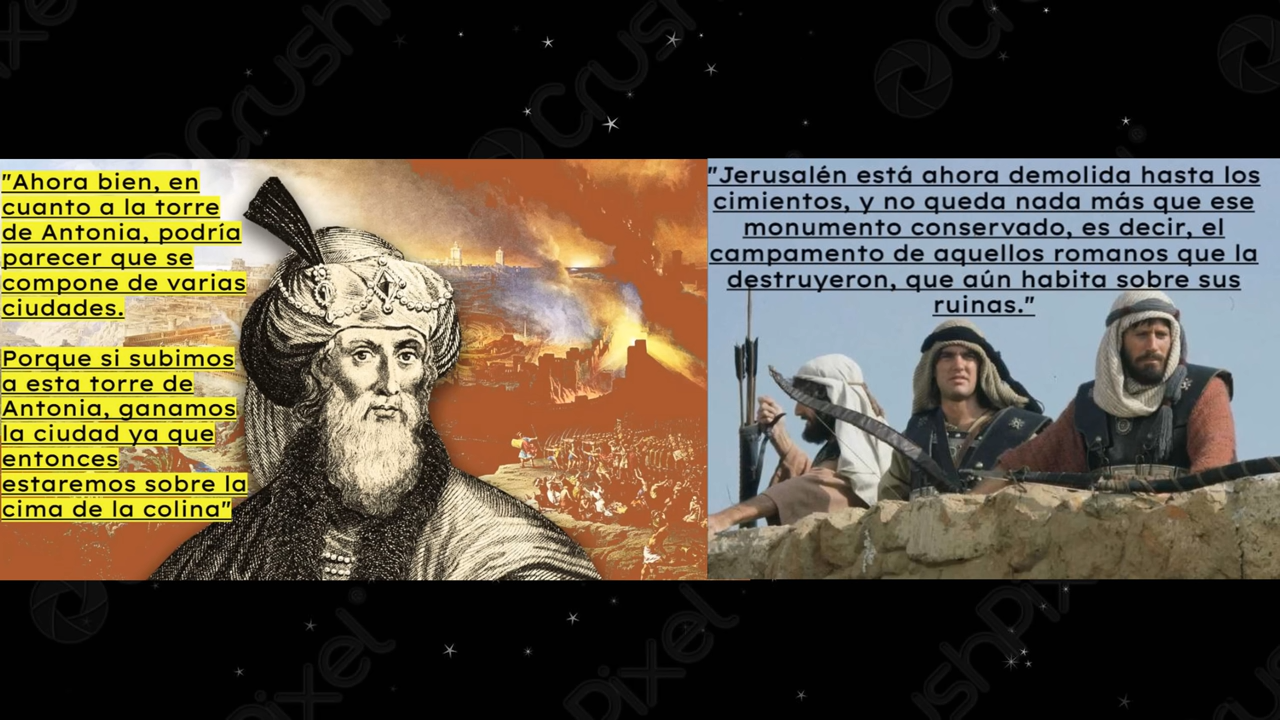 "Ahora bien, en
cuanto a la torre
de Antonia, podría
parecer que se
compone de varias
ciudades.
Porque si subimos
a esta torre de
Antonia, ganamos
la ciudad ya que
entonces
estaremos sobre la
cima de la colina"
"Jerusalén está ahora demolida hasta los
cimientos, y no queda nada más que ese
monumento conservado, es decir, el
campamento de aquellos romanos que la
destruyeron, que aún habita sobre sus
ruinas."